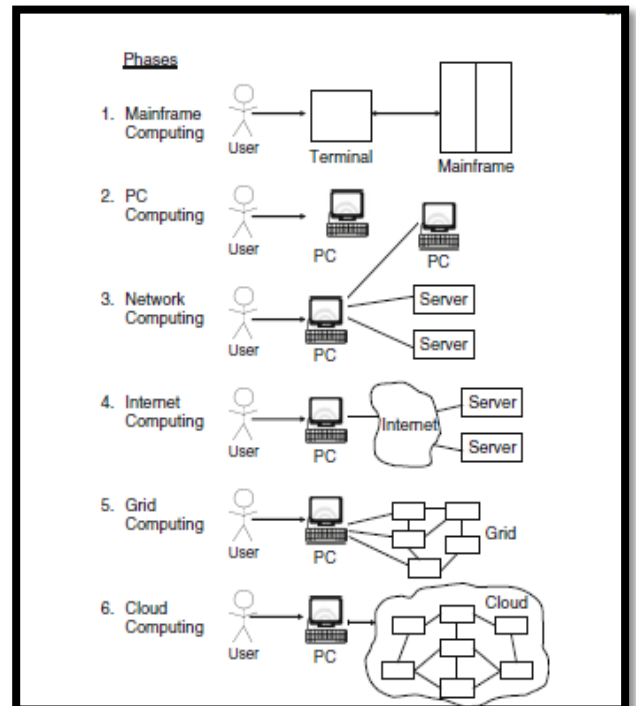 Phases
1. Mainframe
Computing
User
Terminal
Mainframe
2. PC
Computing
User
PC
PC
3. Network
Computing
User
PC
Server
Server
4. Internet
Computing
User
PC
Internet
Server
Server
5. Grid
Computing
User
PC
Grid
6. Cloud
Computing
User
PC
Cloud